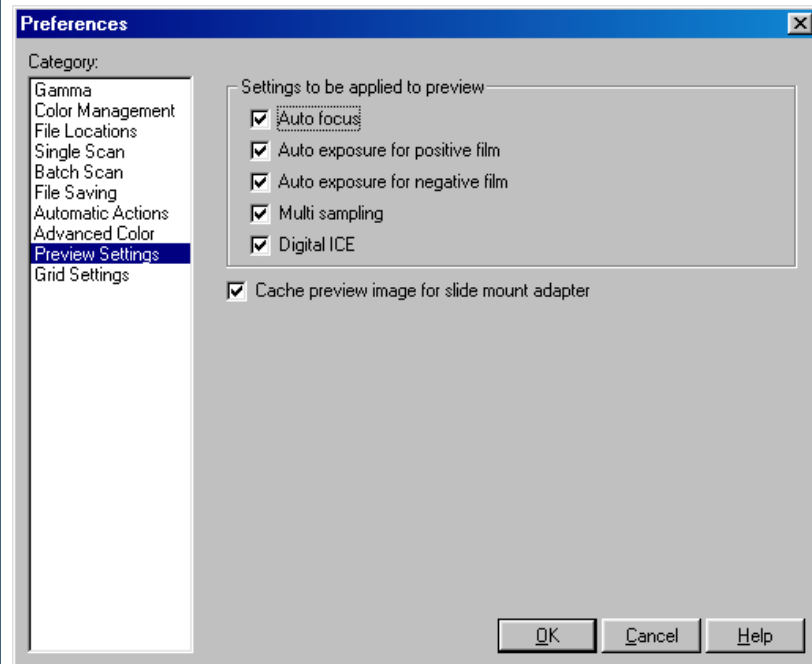 Preferences
Category:
Gamma
Color Management
File Locations
Single Scan
Batch Scan
File Saving
Automatic Actions
Advanced Color
Preview Settings
Grid Settings
Settings to be applied to preview
Auto focus
Auto exposure for positive film
Auto exposure for negative film
Multi sampling
Digital ICE
Cache preview image for slide mount adapter
OK
Cancel
Help